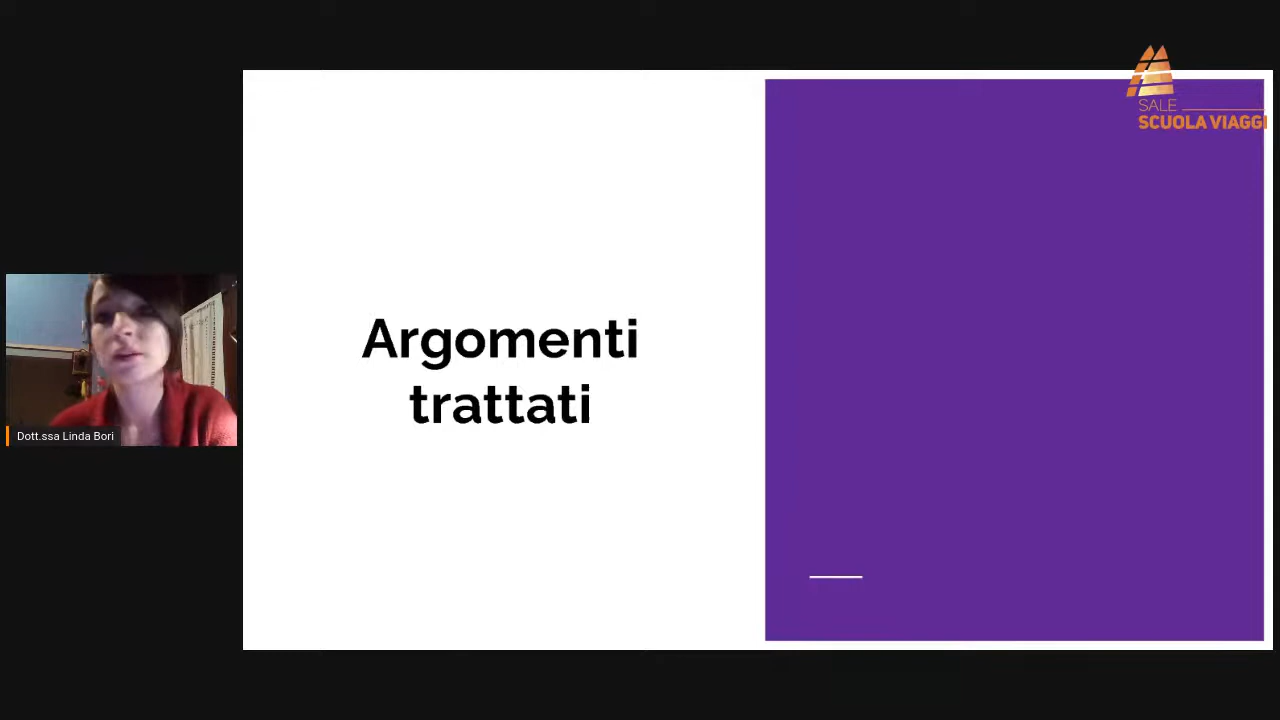 SALE
SCUOLA VIAGGI
Argomenti
trattati
Dott.ssa Linda Bori